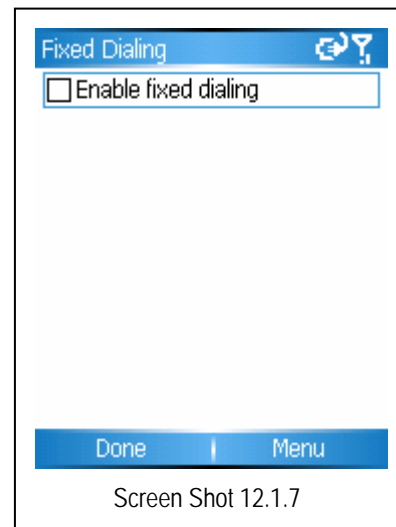 Fixed Dialing
Enable fixed dialing
Done Menu
Screen Shot 12.1.7